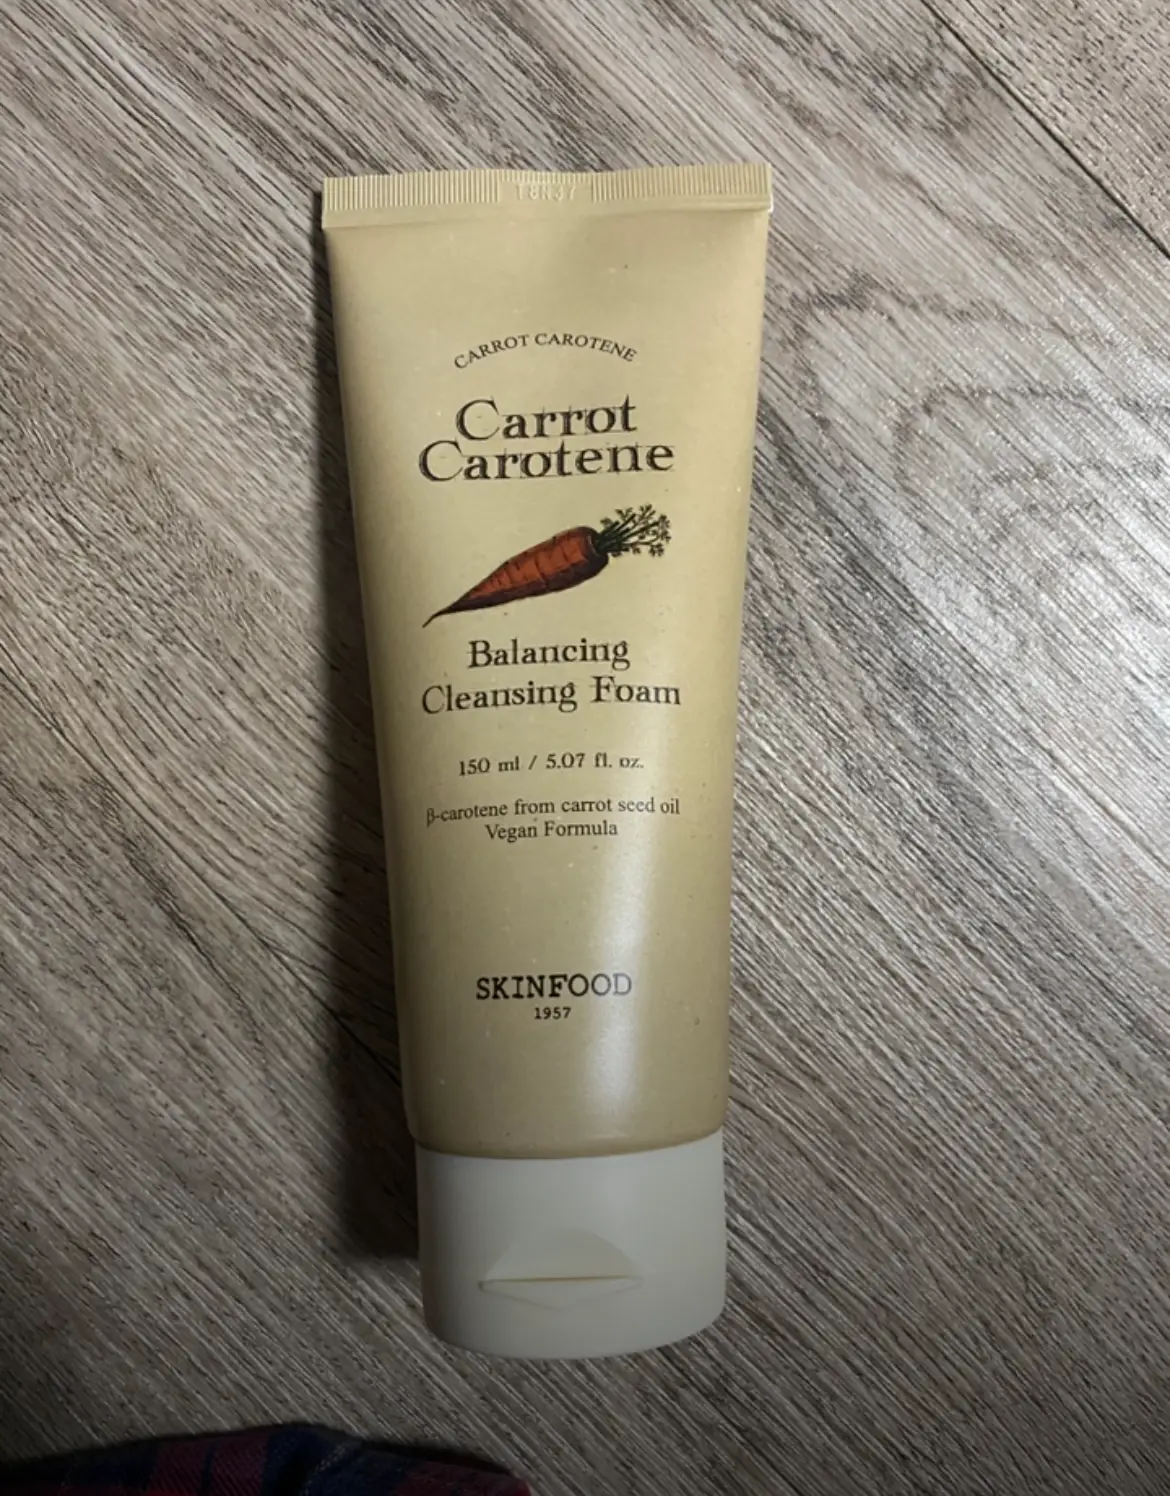 CARROT CAROTENE
Carrot
Carotene
Balancing
Cleansing Foam
150 ml / 5.07 fl. oz.
β-carotene from carrot seed oil
Vegan Formula
SKINFOOD
1957